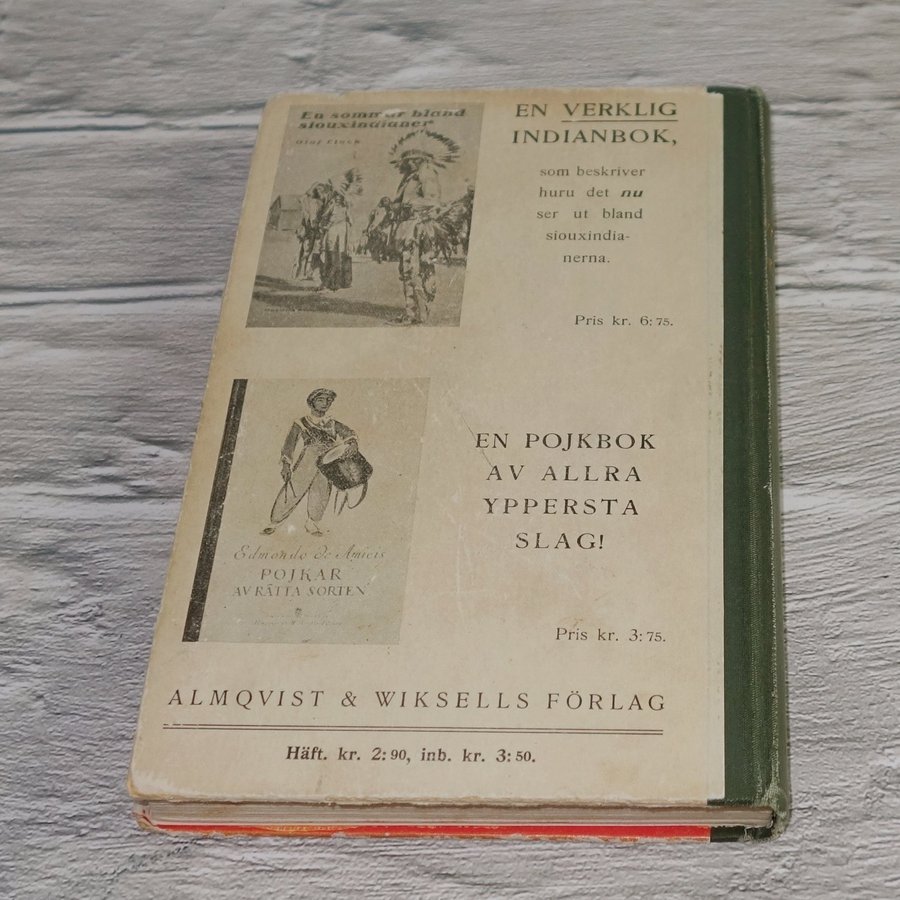 En sommar bland
siouxindianer
EN VERKLIG
INDIANBOK,
som beskriver
huru det nu
ser ut bland
siouxindia-
nerna.
Pris kr. 6:75.
Edmondo De Amicis
POJKAR
AV RÄTTA SORTEN
EN POJKBOK
AV ALLRA
YPPERSTA
SLAG!
Pris kr. 3:75.
ALMQVIST & WIKSELLS FÖRLAG
Häft. kr. 2:90, inb. kr. 3:50.